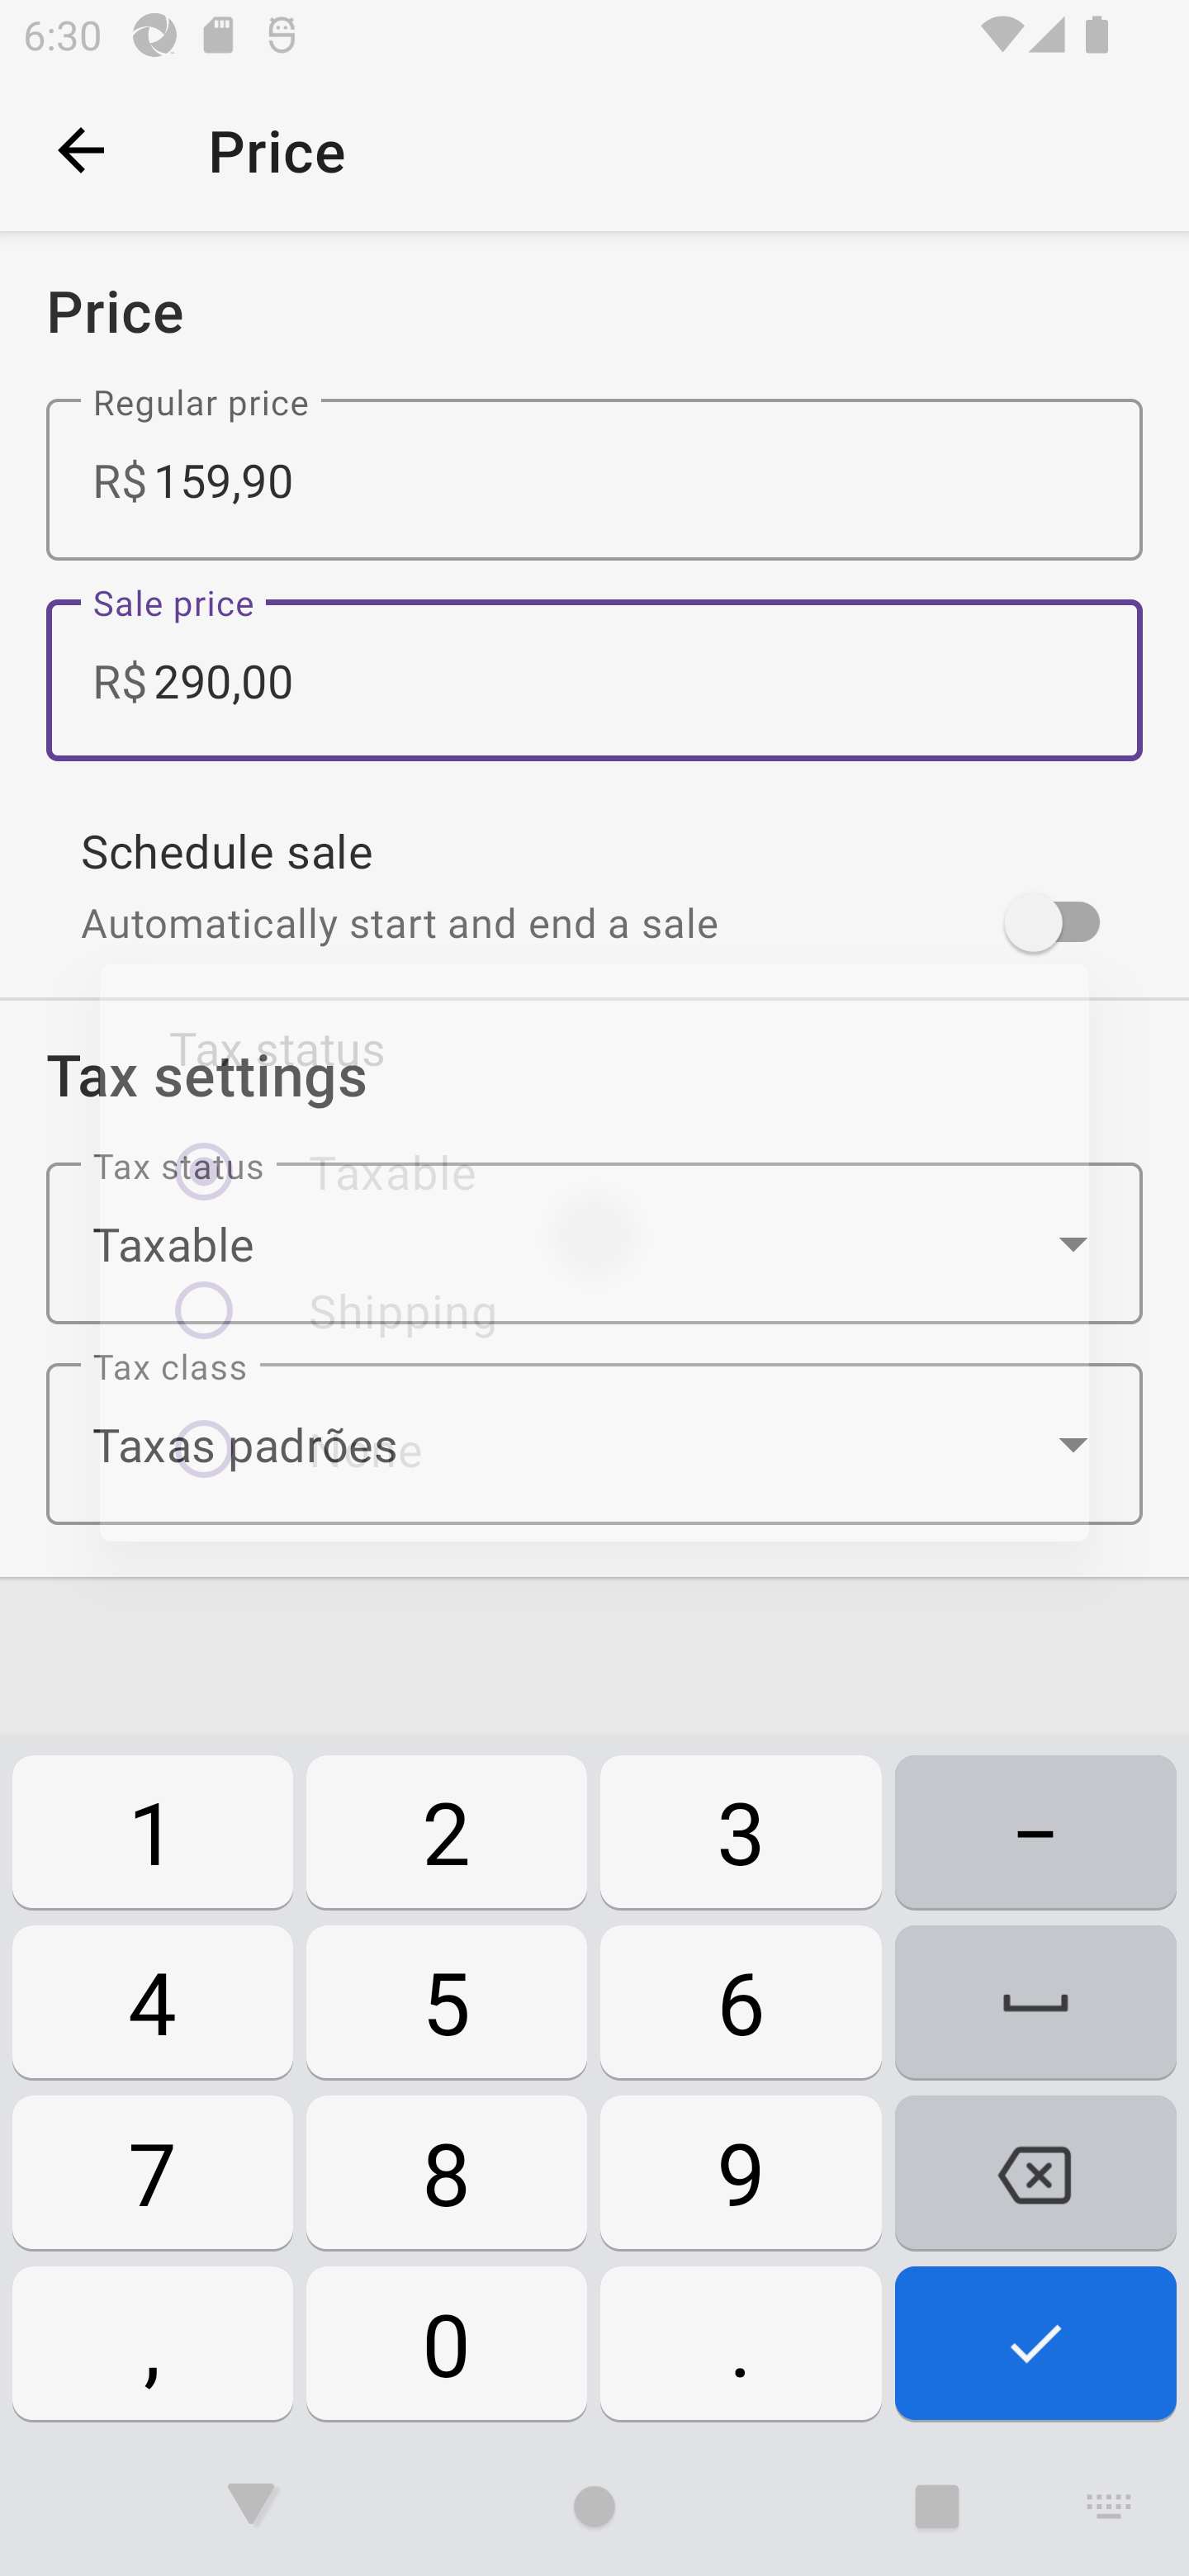 6:30
Price
Price
Regular price
R$ 159,90
Sale price
R$ 290,00
Schedule sale
Automatically start and end a sale
Tax status
Tax settings
Tax status
Taxable
Taxable
Shipping
Tax class
Taxas padrões
None
1 2 3 –
4 5 6
7 8 9
, 0 .